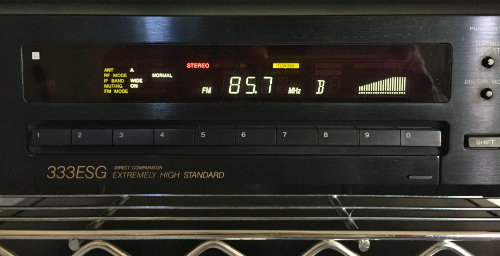 ANT A
RF MODE NORMAL
IF BAND WIDE
MUTING ON
FM MODE
STEREO
TUNING
FM 85.7 MHz B
1 2 3 4 5 6 7 8 9 0
SHIFT
333ESG DIRECT COMPARATOR
EXTREMELY HIGH STANDARD